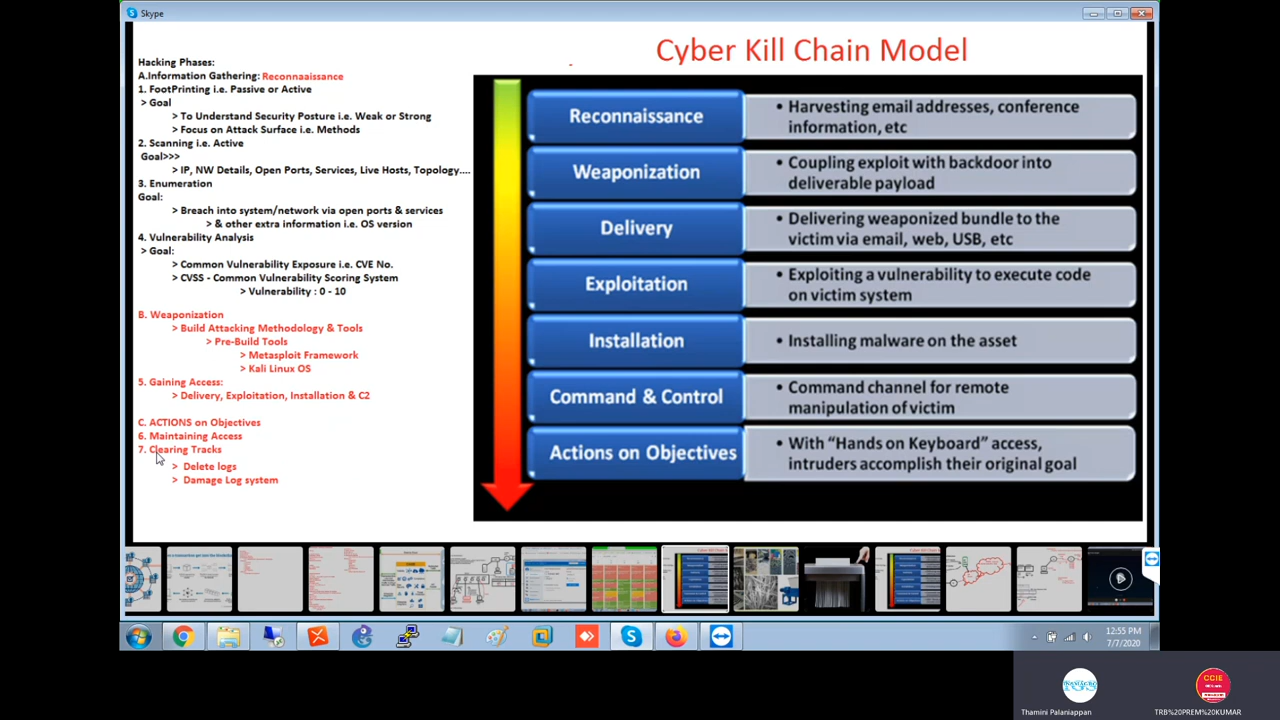 Skype
Cyber Kill Chain Model
Hacking Phases:
A.Information Gathering: Reconnaaissance
1. FootPrinting i.e. Passive or Active
> Goal
> To Understand Security Posture i.e. Weak or Strong
> Focus on Attack Surface i.e. Methods
2. Scanning i.e. Active
Goal>>>
> IP, NW Details, Open Ports, Services, Live Hosts, Topology....
3. Enumeration
Goal:
> Breach into system/network via open ports & services
> & other extra information i.e. OS version
4. Vulnerability Analysis
> Goal:
> Common Vulnerability Exposure i.e. CVE No.
> CVSS - Common Vulnerability Scoring System
> Vulnerability : 0 - 10
B. Weaponization
> Build Attacking Methodology & Tools
> Pre-Build Tools
> Metasploit Framework
> Kali Linux OS
5. Gaining Access:
> Delivery, Exploitation, Installation & C2
C. ACTIONS on Objectives
6. Maintaining Access
7. Clearing Tracks
> Delete logs
> Damage Log system
Reconnaissance
• Harvesting email addresses, conference
information, etc
Weaponization
• Coupling exploit with backdoor into
deliverable payload
Delivery
• Delivering weaponized bundle to the
victim via email, web, USB, etc
Exploitation
• Exploiting a vulnerability to execute code
on victim system
Installation
• Installing malware on the asset
Command & Control
• Command channel for remote
manipulation of victim
Actions on Objectives
• With “Hands on Keyboard” access,
intruders accomplish their original goal
12:55 PM
7/7/2020
CCIE
Thamini Palaniappan
TRB%20PREM%20KUMAR